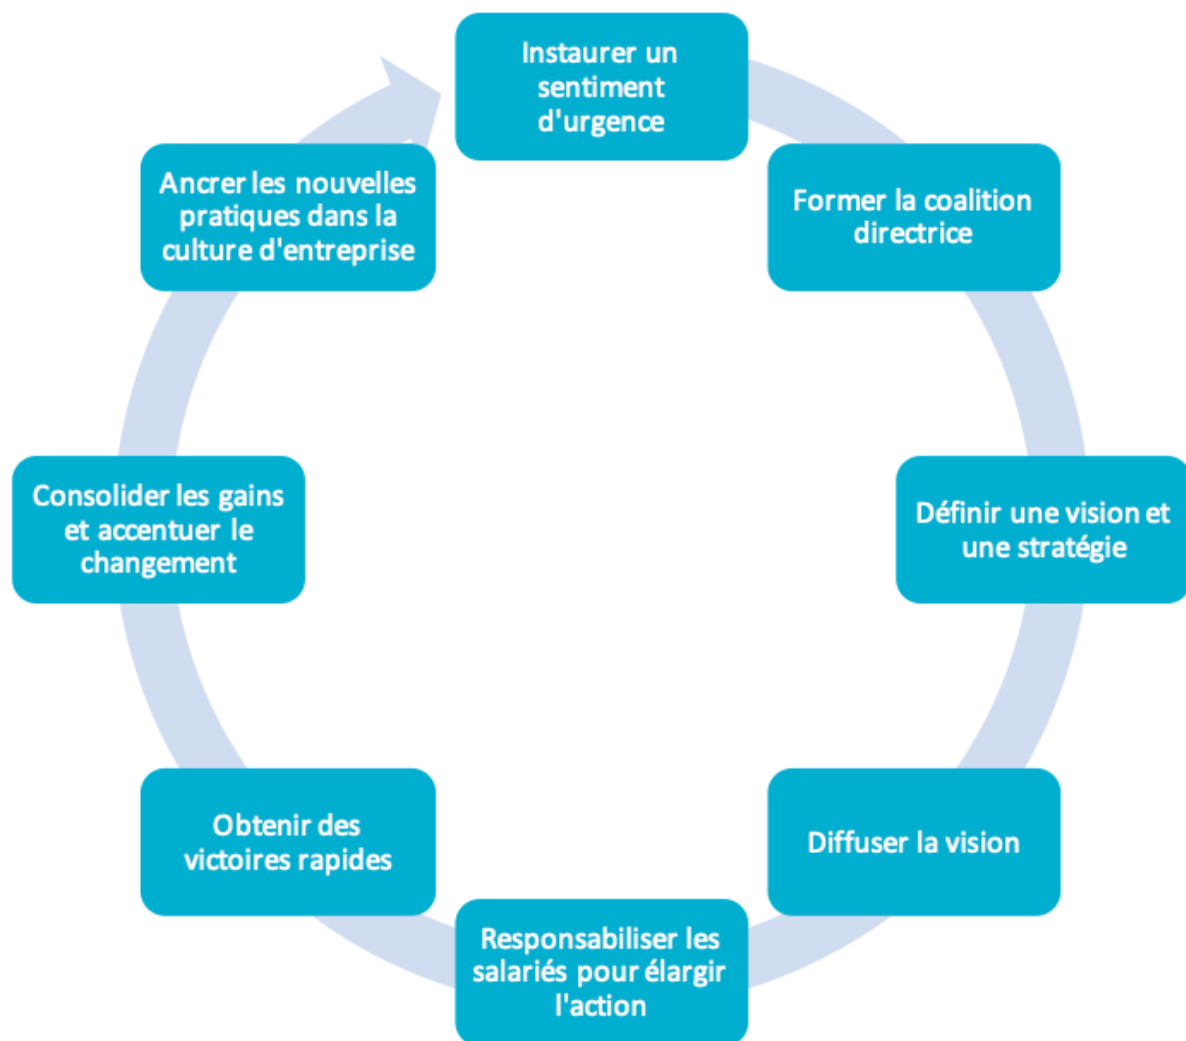 Instaurer un
sentiment
d'urgence
Former la coalition
directrice
Définir une vision et
une stratégie
Diffuser la vision
Responsabiliser les
salariés pour élargir
l'action
Obtenir des
victoires rapides
Consolider les gains
et accentuer le
changement
Ancrer les nouvelles
pratiques dans la
culture d'entreprise